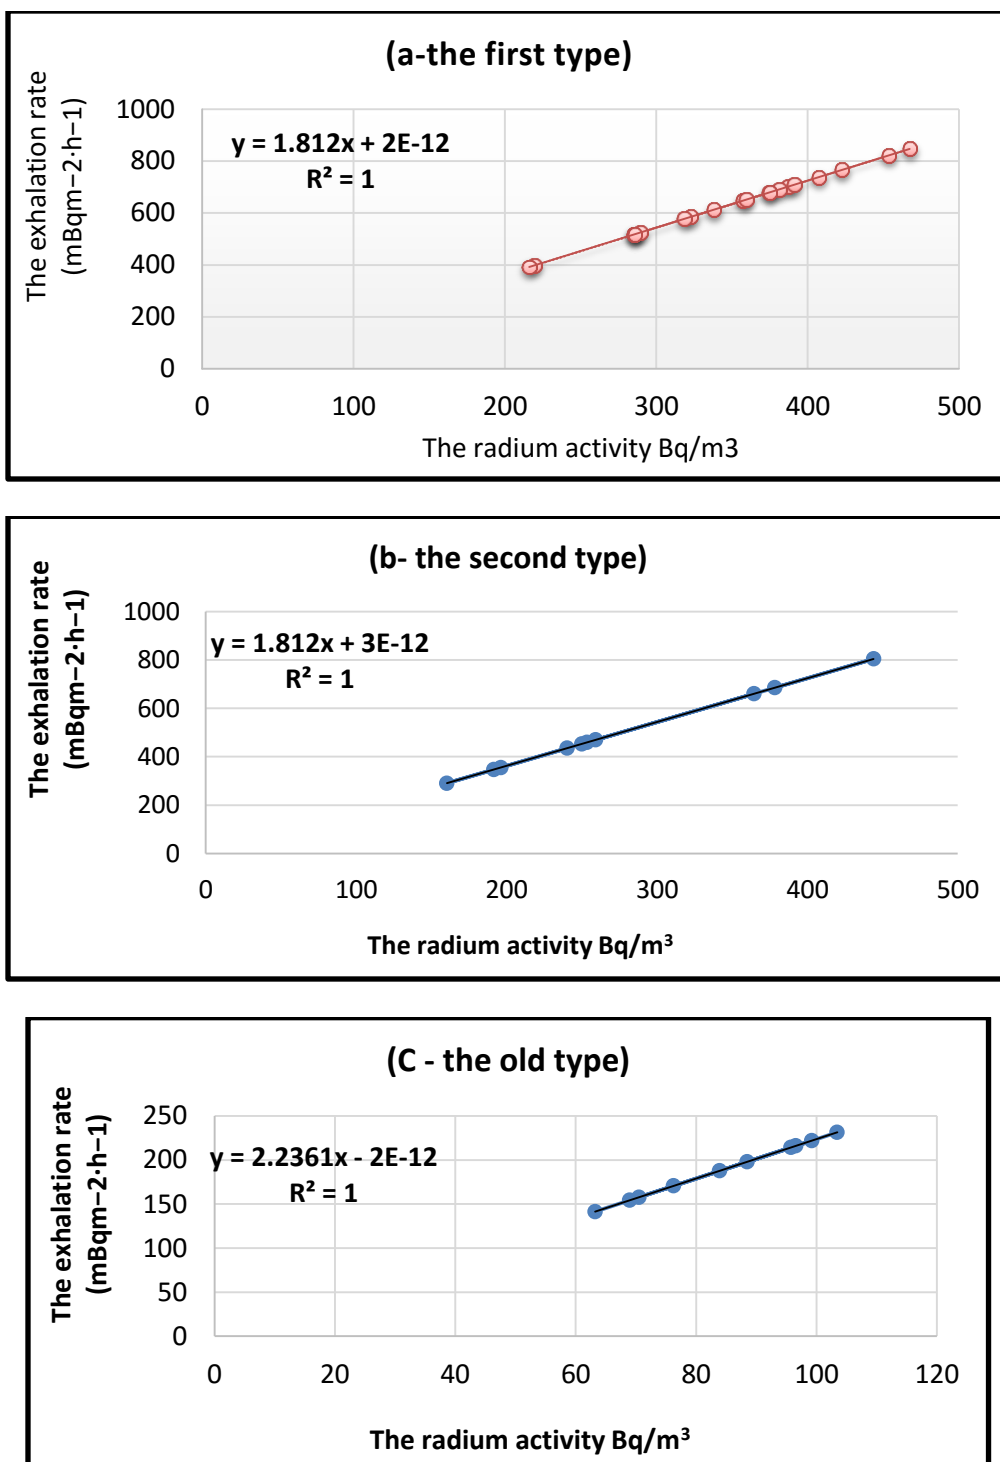 (a-the first type)
The exhalation rate
(mBqm−2·h−1)
1000
800
600
400
200
0
y = 1.812x + 2E-12
R² = 1
0 100 200 300 400 500
The radium activity Bq/m3
(b- the second type)
The exhalation rate
(mBqm−2·h−1)
1000
800
600
400
200
0
y = 1.812x + 3E-12
R² = 1
0 100 200 300 400 500
The radium activity Bq/m³
(C - the old type)
The exhalation rate
(mBqm−2·h−1)
250
200
150
100
50
0
y = 2.2361x - 2E-12
R² = 1
0 20 40 60 80 100 120
The radium activity Bq/m³